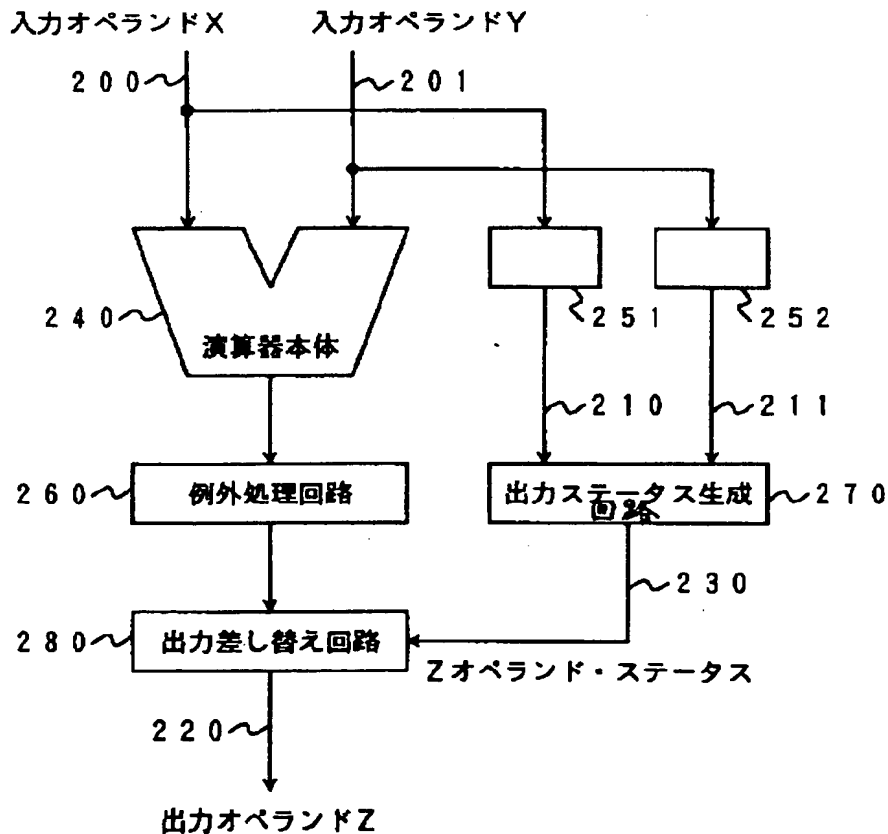 入力オペランドX 入力オペランドY
200 201
240 演算器本体 251 252
210 211
260 例外処理回路 出力ステータス生成 270
回路
230
280 出力差し替え回路
Zオペランド・ステータス
220
出力オペランドZ